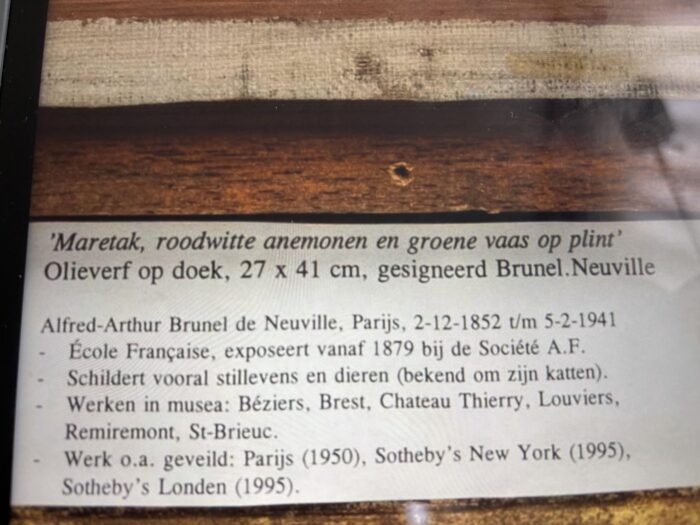 'Maretak, roodwitte anemonen en groene vaas op plint'
Olieverf op doek, 27 x 41 cm, gesigneerd Brunel.Neuville
Alfred-Arthur Brunel de Neuville, Parijs, 2-12-1852 t/m 5-2-1941
- École Française, exposeert vanaf 1879 bij de Société A.F.
- Schildert vooral stillevens en dieren (bekend om zijn katten).
- Werken in musea: Béziers, Brest, Chateau Thierry, Louviers,
Remiremont, St-Brieuc.
- Werk o.a. geveild: Parijs (1950), Sotheby's New York (1995),
Sotheby's Londen (1995).